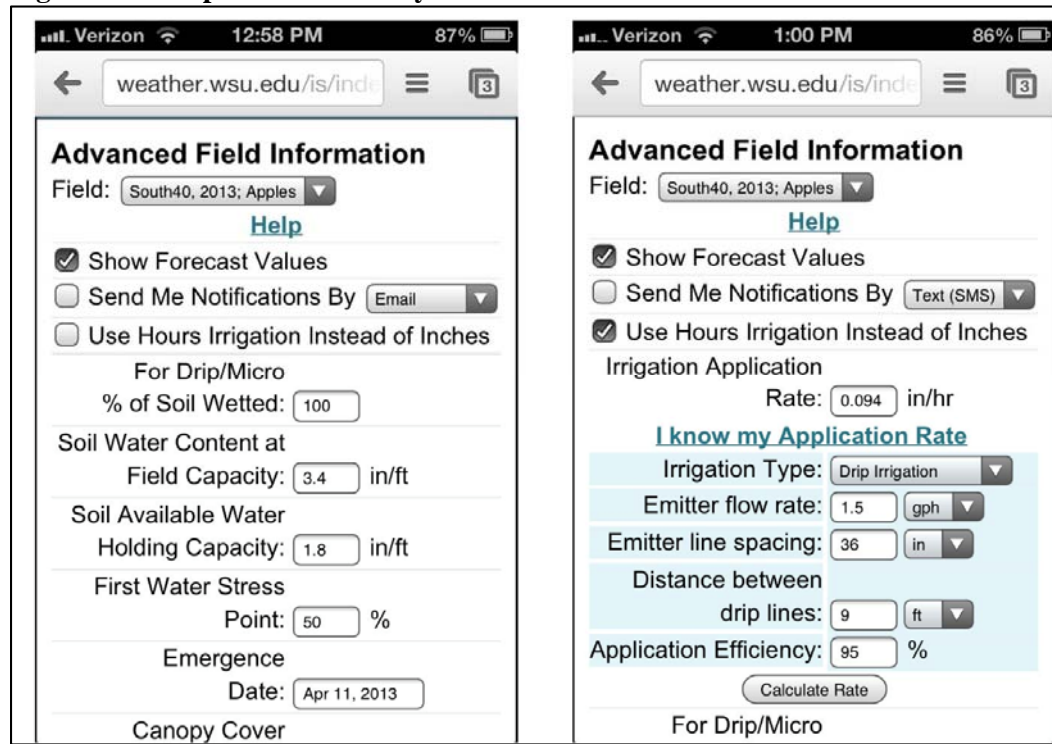 Verizon 12:58 PM 87%
weather.wsu.edu/is/inde
3
Advanced Field Information
Field: South40, 2013; Apples
Help
Show Forecast Values
Send Me Notifications By Email
Use Hours Irrigation Instead of Inches
For Drip/Micro
% of Soil Wetted: 100
Soil Water Content at
Field Capacity: 3.4 in/ft
Soil Available Water
Holding Capacity: 1.8 in/ft
First Water Stress
Point: 50 %
Emergence
Date: Apr 11, 2013
Canopy Cover
Verizon 1:00 PM 86%
weather.wsu.edu/is/inde
3
Advanced Field Information
Field: South40, 2013; Apples
Help
Show Forecast Values
Send Me Notifications By Text (SMS)
Use Hours Irrigation Instead of Inches
Irrigation Application
Rate: 0.094 in/hr
I know my Application Rate
Irrigation Type: Drip Irrigation
Emitter flow rate: 1.5 gph
Emitter line spacing: 36 in
Distance between
drip lines: 9 ft
Application Efficiency: 95 %
Calculate Rate
For Drip/Micro